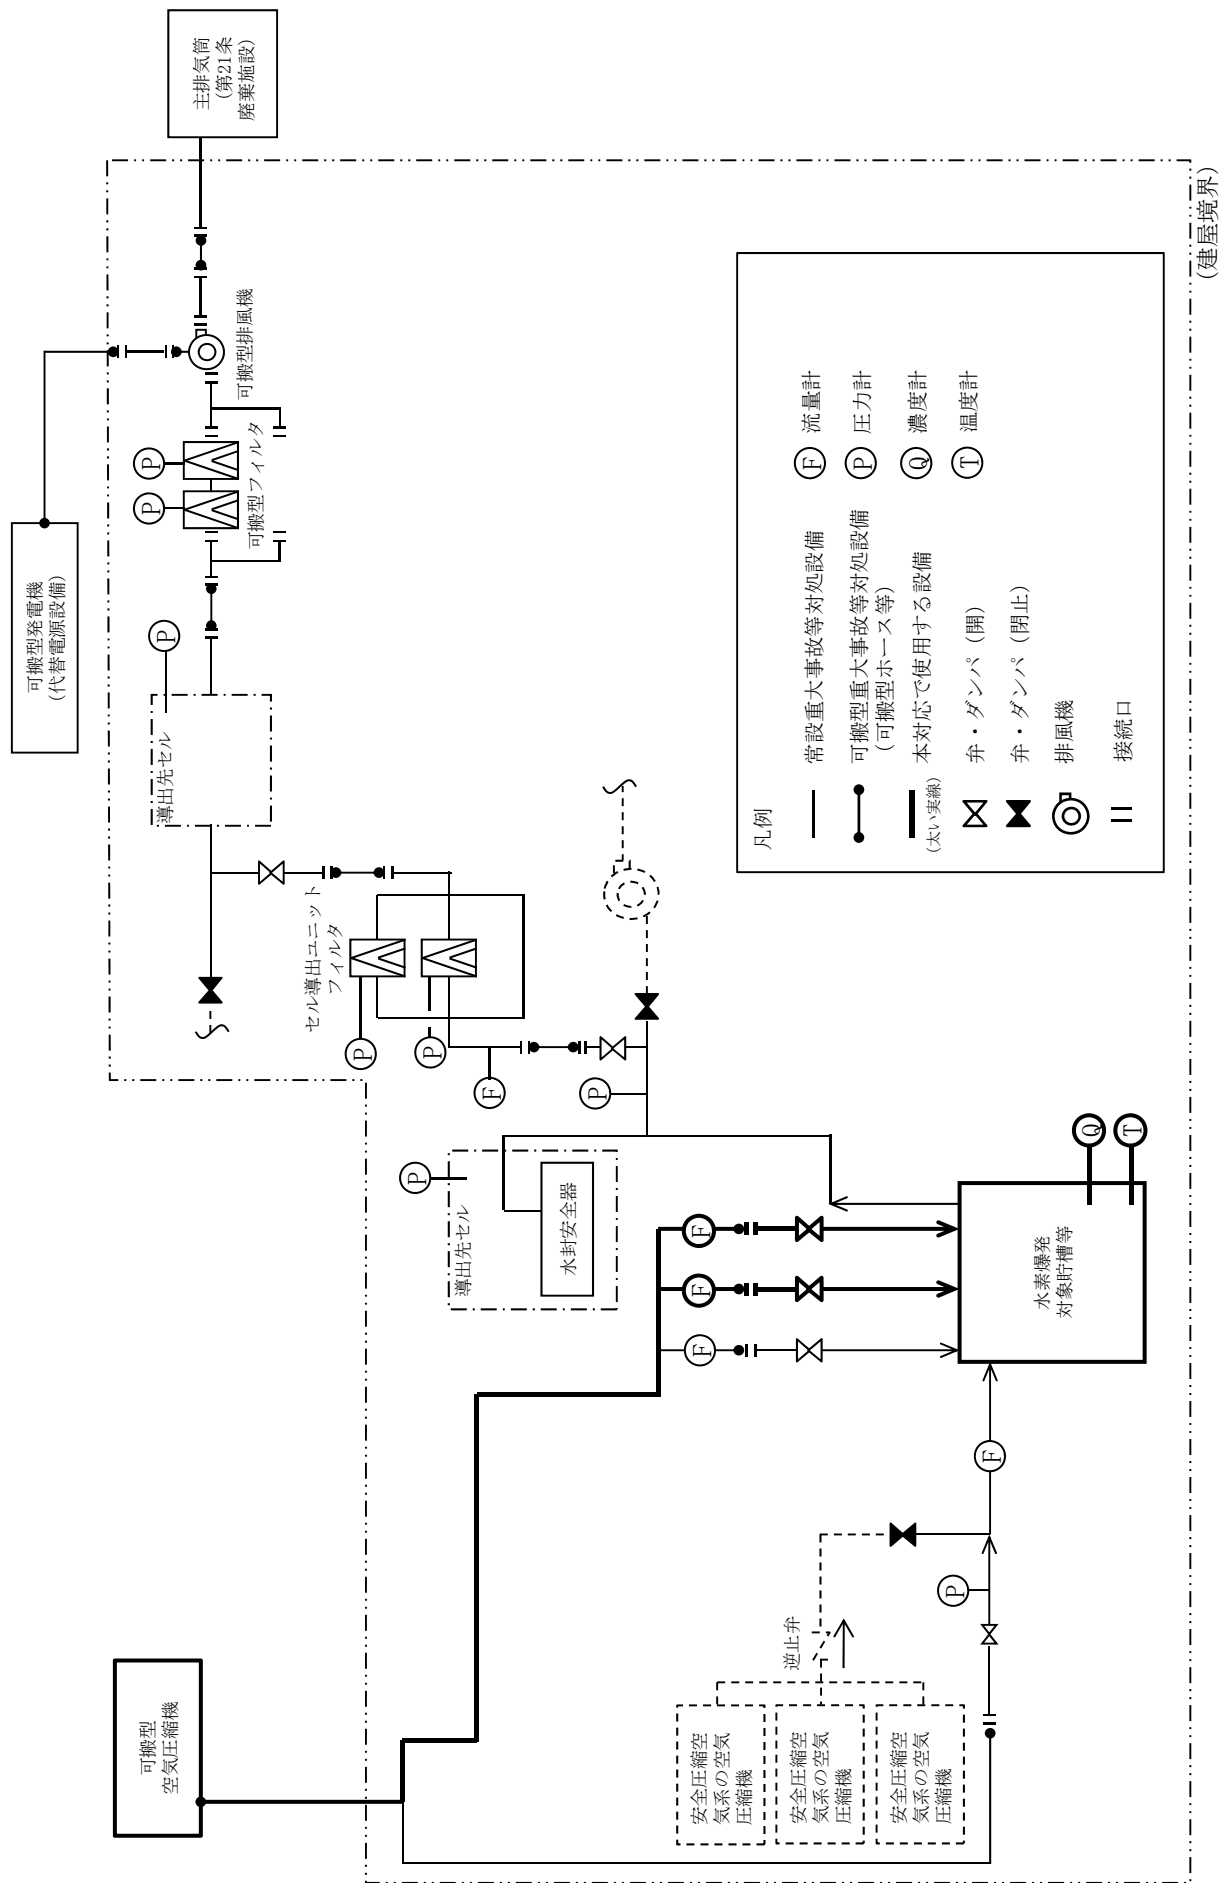 主排気筒
（第21条
廃棄施設）
（建屋境界）
可搬型排風機
P
P
可搬型フィルタ
可搬型発電機
（代替電源設備）
P
導出先セル
セル導出ユニット
フィルタ
P
P
F
P
P
導出先セル
水封安全器
F
F
F
Q
T
水素爆発
対象貯槽等
F
P
逆止弁
安全圧縮空
気系の空気
圧縮機
安全圧縮空
気系の空気
圧縮機
安全圧縮空
気系の空気
圧縮機
可搬型
空気圧縮機
凡例
常設重大事故等対処設備
可搬型重大事故等対処設備
（可搬型ホース等）
本対応で使用する設備
（太い実線）
弁・ダンパ（開）
弁・ダンパ（閉止）
排風機
接続口
F 流量計
P 圧力計
Q 濃度計
T 温度計